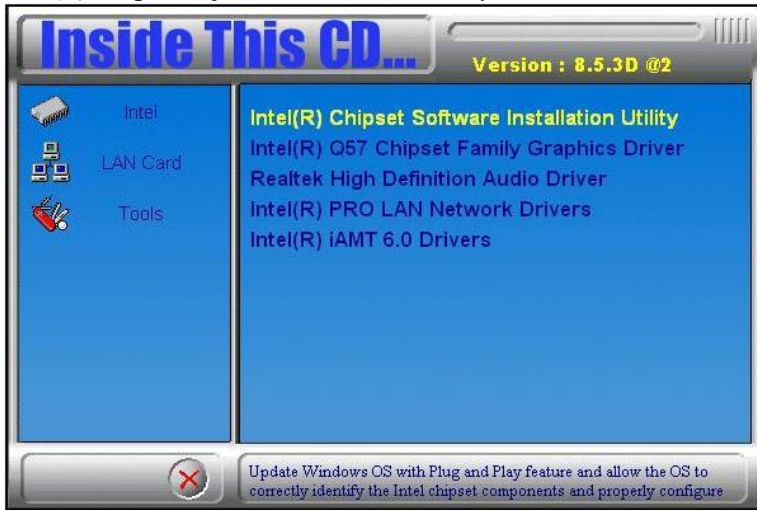 Inside This CD...
Version : 8.5.3D @2
Intel
LAN Card
Tools
Intel(R) Chipset Software Installation Utility
Intel(R) Q57 Chipset Family Graphics Driver
Realtek High Definition Audio Driver
Intel(R) PRO LAN Network Drivers
Intel(R) iAMT 6.0 Drivers
Update Windows OS with Plug and Play feature and allow the OS to
correctly identify the Intel chipset components and properly configure